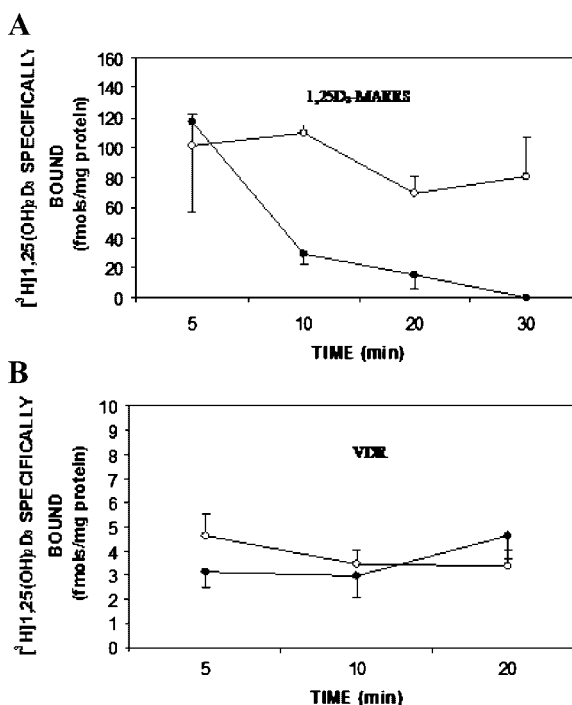 A
[³H]1,25(OH)₂D₃ SPECIFICALLY
BOUND
(fmols/mg protein)
160
140
120
100
80
60
40
20
0
1,25D₃-MARRS
5
10
20
30
TIME (min)
B
[³H]1,25(OH)₂D₃ SPECIFICALLY
BOUND
(fmols/mg protein)
10
9
8
7
6
5
4
3
2
1
0
VDR
5
10
20
TIME (min)